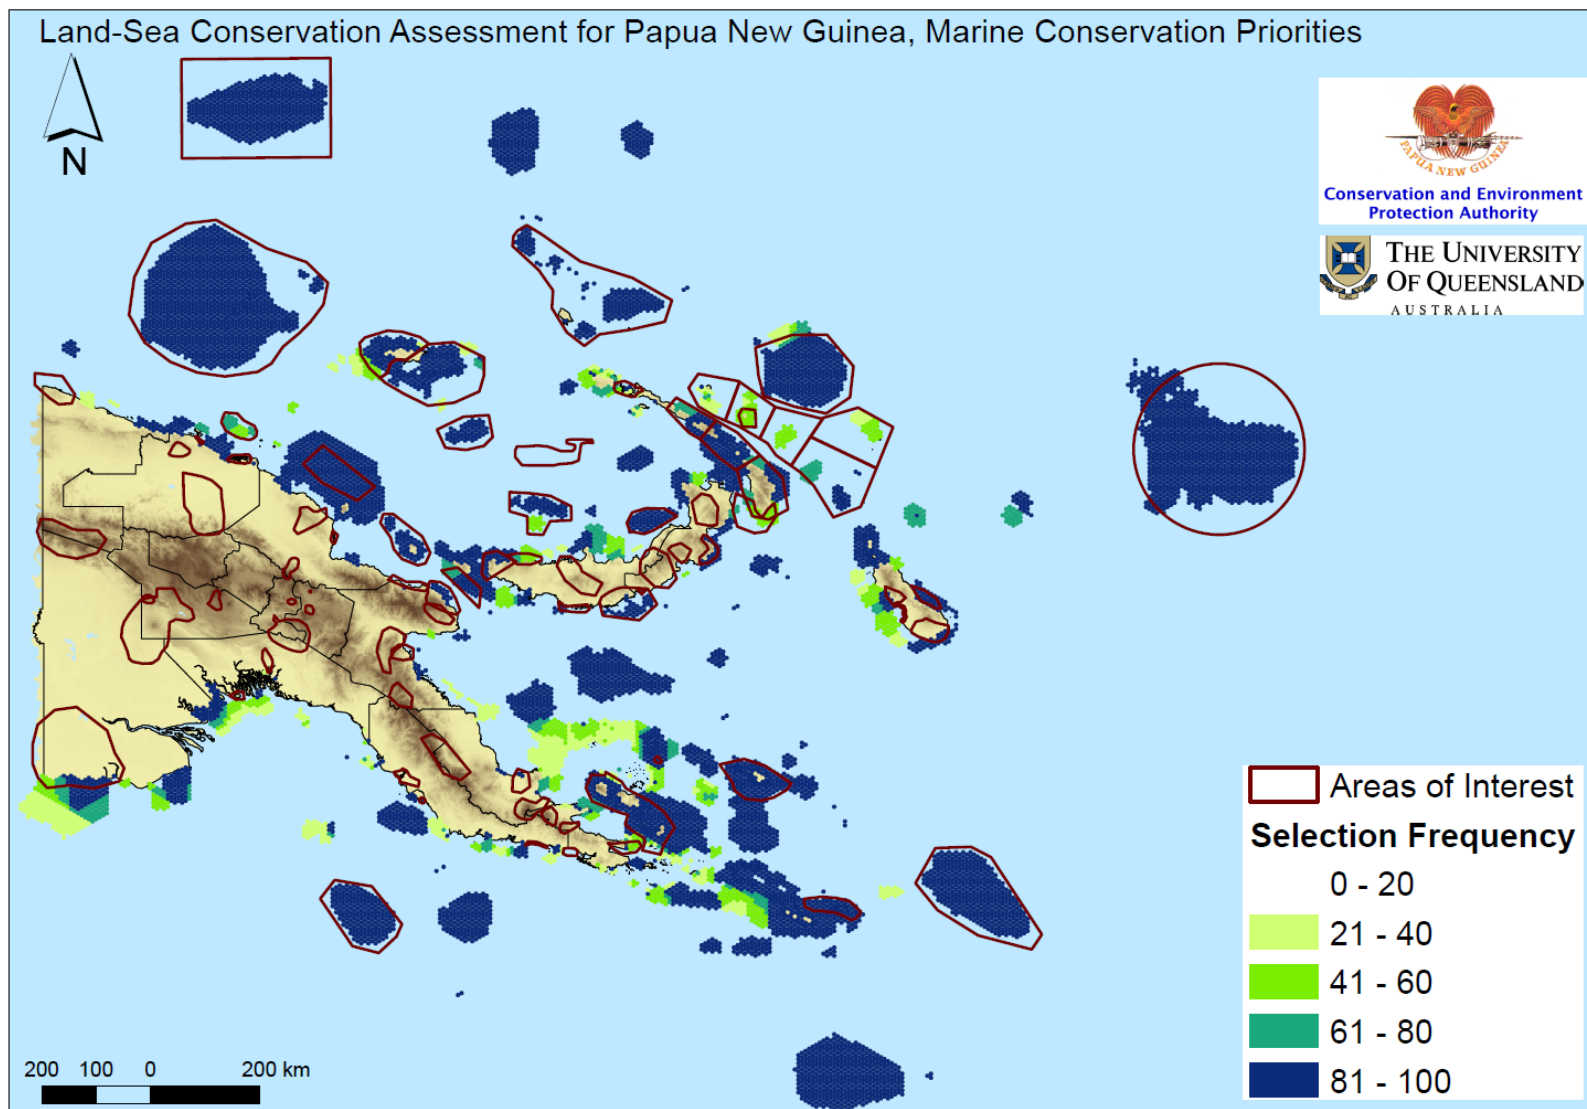 Land-Sea Conservation Assessment for Papua New Guinea, Marine Conservation Priorities
N
PAPUA NEW GUINEA
Conservation and Environment
Protection Authority
THE UNIVERSITY
OF QUEENSLAND
AUSTRALIA
Areas of Interest
Selection Frequency
0 - 20
21 - 40
41 - 60
61 - 80
81 - 100
200 100 0 200 km